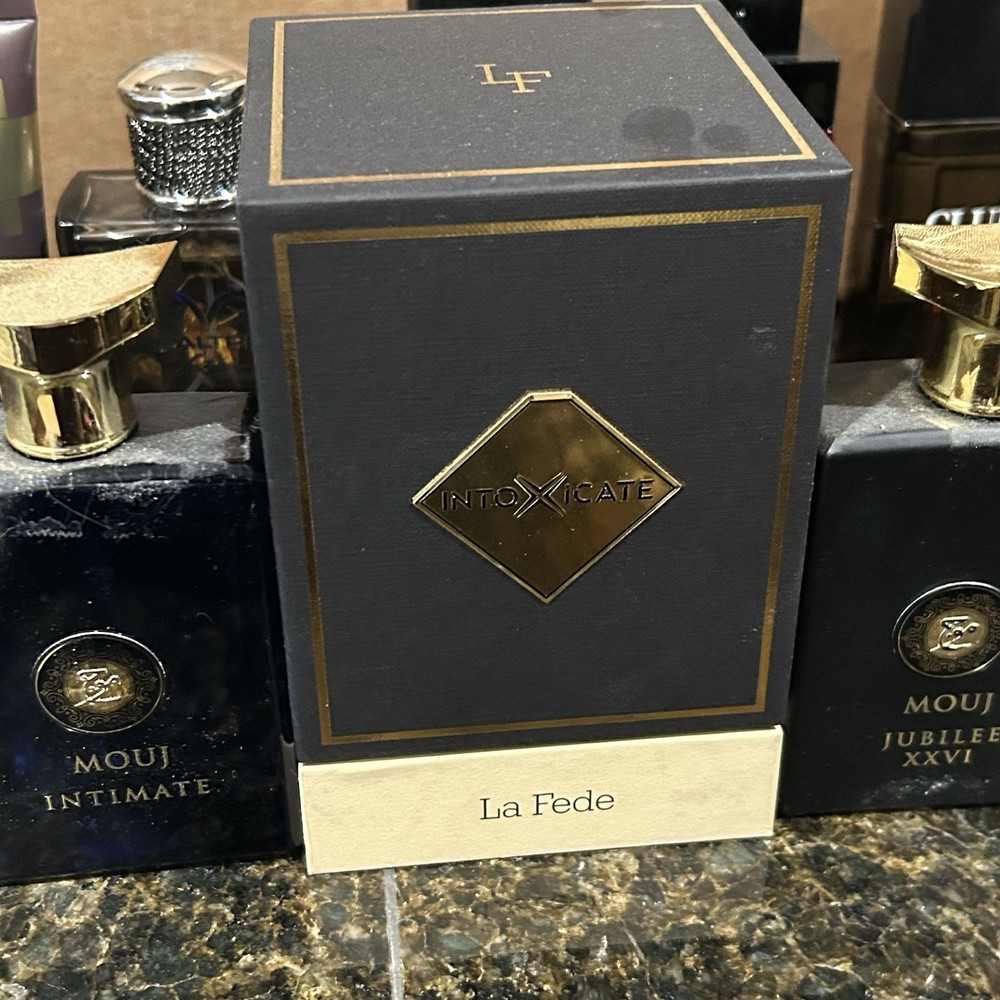 LF
INTOXICATE
La Fede
MOUJ
INTIMATE
MOUJ
JUBILEE
XXVI